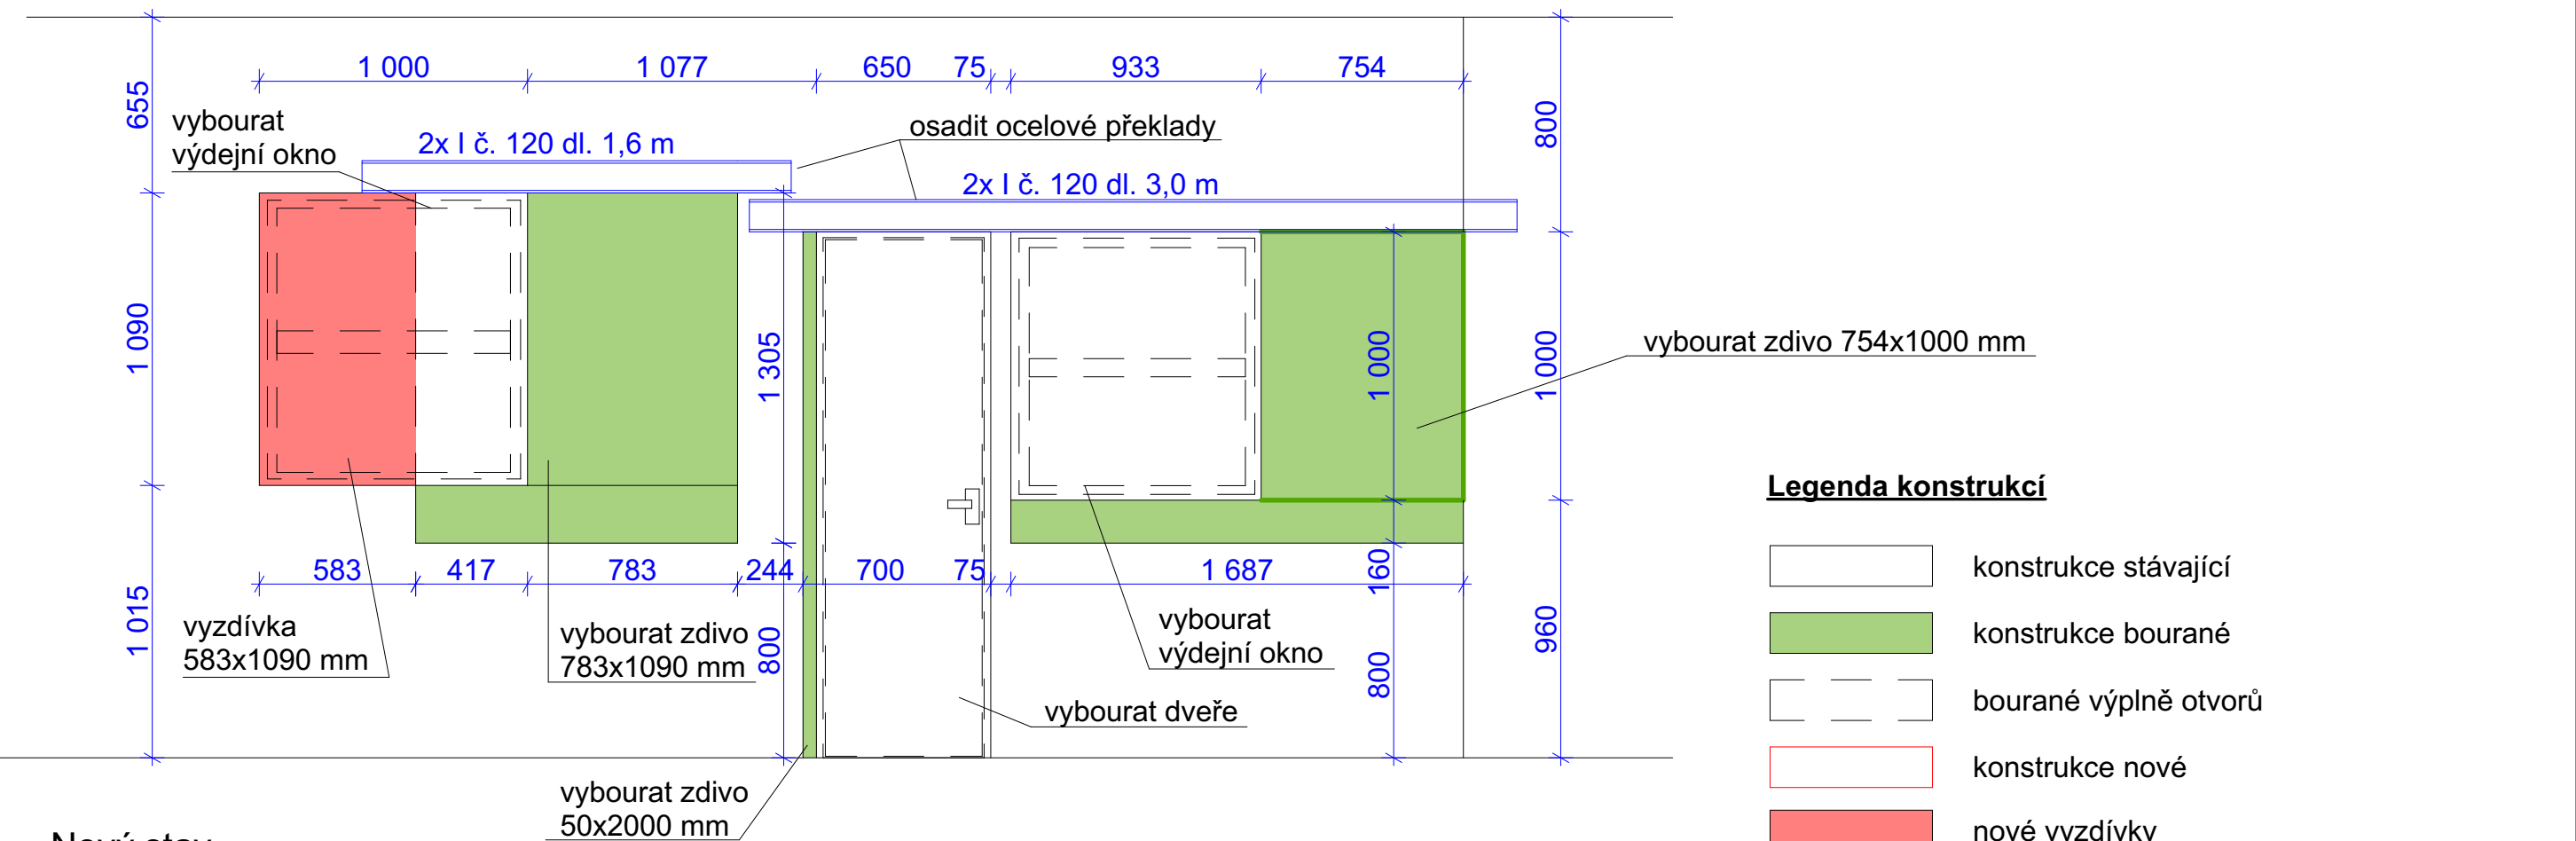 1 000
1 077
650
75
933
754
655
800
vybourat
výdejní okno
2x I č. 120 dl. 1,6 m
osadit ocelové překlady
2x I č. 120 dl. 3,0 m
1 090
1 305
1 000
1 000
vybourat zdivo 754x1000 mm
Legenda konstrukcí
konstrukce stávající
konstrukce bourané
bourané výplně otvorů
konstrukce nové
nové vyzdívky
583
417
783
244
700
75
1 687
160
1 015
800
800
960
vyzdívka
583x1090 mm
vybourat zdivo
783x1090 mm
vybourat
výdejní okno
vybourat dveře
vybourat zdivo
50x2000 mm
Nový stav